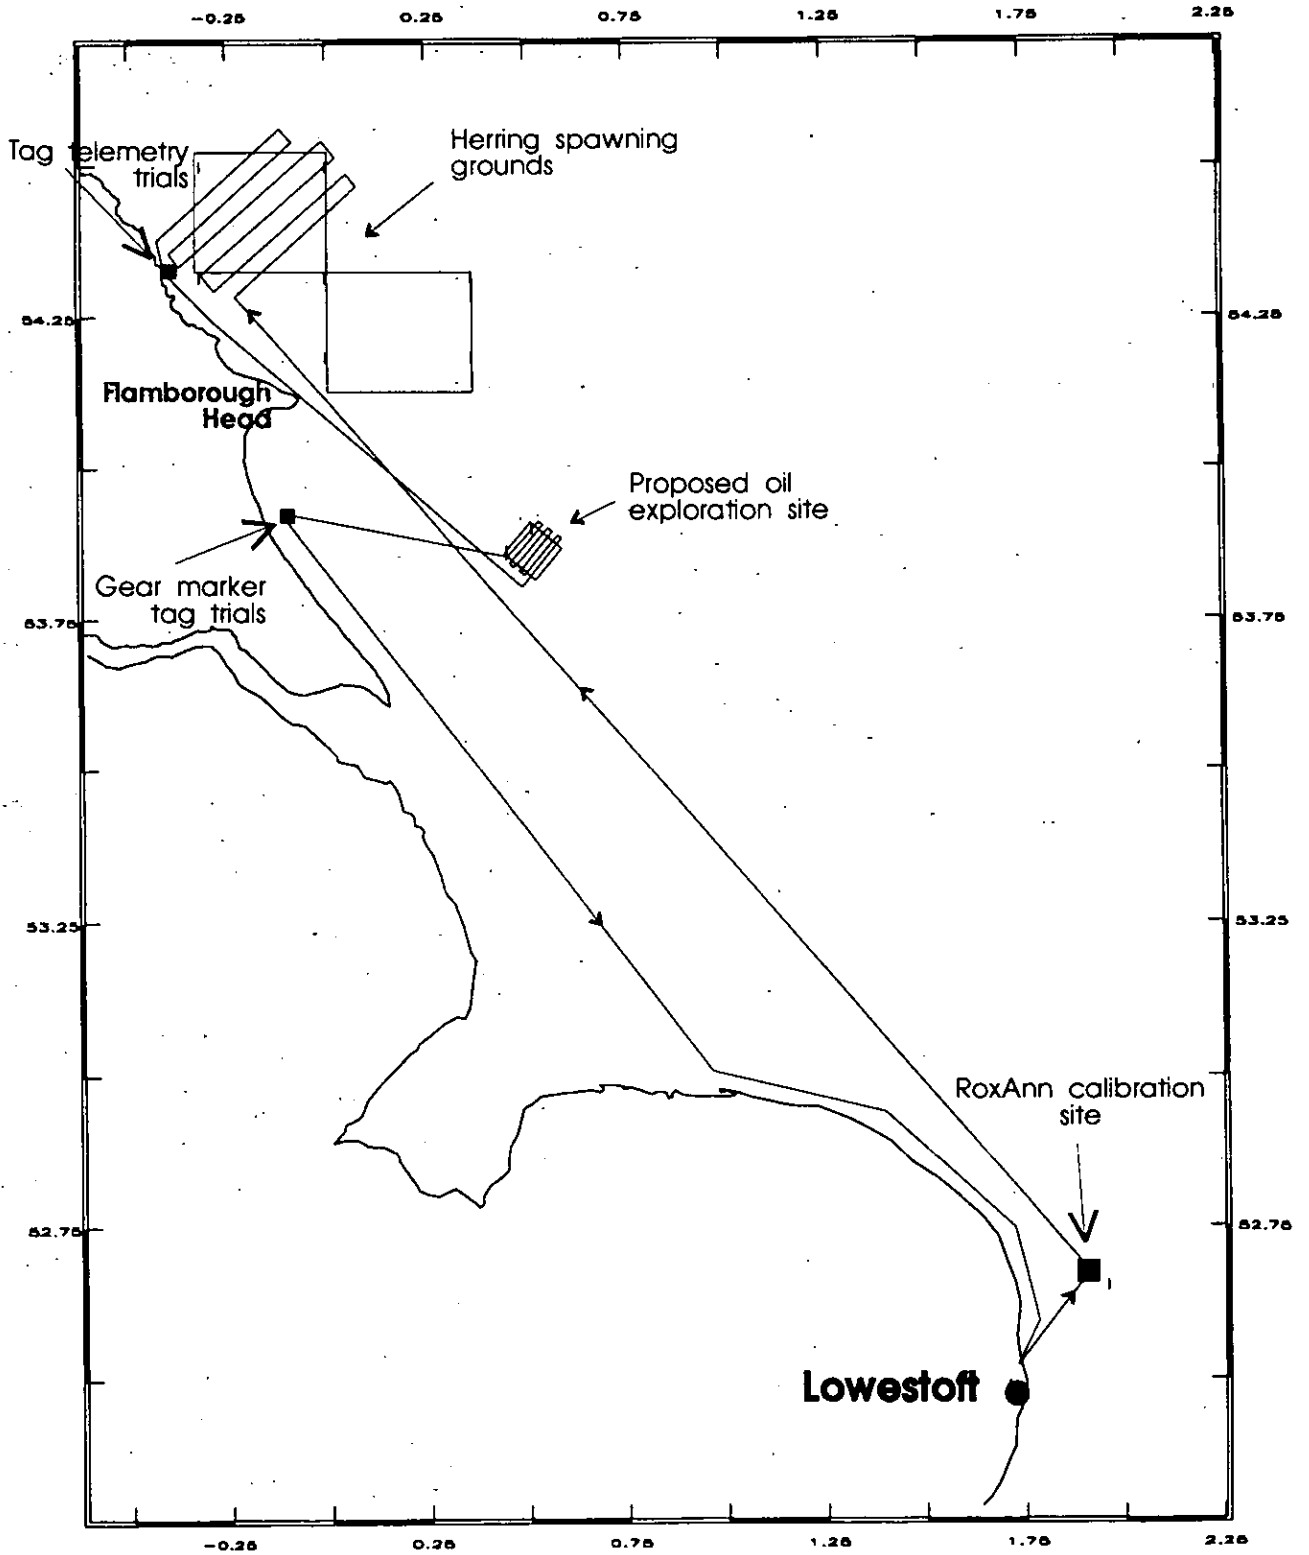 -0.25 0.25 0.75 1.25 1.75 2.25
Herring spawning
grounds
Tag telemetry
trials
54.25 54.25
Flamborough
Head
Proposed oil
exploration site
Gear marker
tag trials
53.75 53.75
53.25 53.25
RoxAnn calibration
site
52.75 52.75
Lowestoft
-0.25 0.25 0.75 1.25 1.75 2.25